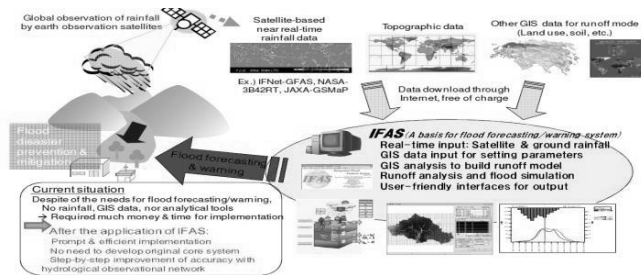 Global observation of rainfall
by earth observation satellites
Satellite-based
near real-time
rainfall data
Ex.) IFNet-GFAS, NASA-
3B42RT, JAXA-GSMaP
Topographic data
Other GIS data for runoff mode
(Land use, soil, etc.)
Data download through
Internet, free of charge
IFAS (A basis for flood forecasting/warning-system)
Real-time input: Satellite & ground rainfall
GIS data input for setting parameters
GIS analysis to build runoff model
Runoff analysis and flood simulation
User-friendly interfaces for output
IFAS
Flood
disaster
prevention &
mitigation
Flood forecasting
& warning
Current situation
Despite of the needs for flood forecasting/warning,
No rainfall, GIS data, nor analytical tools
→ Required much money & time for implementation
After the application of IFAS:
Prompt & efficient implementation
No need to develop original core system
Step-by-step improvement of accuracy with
hydrological observational network